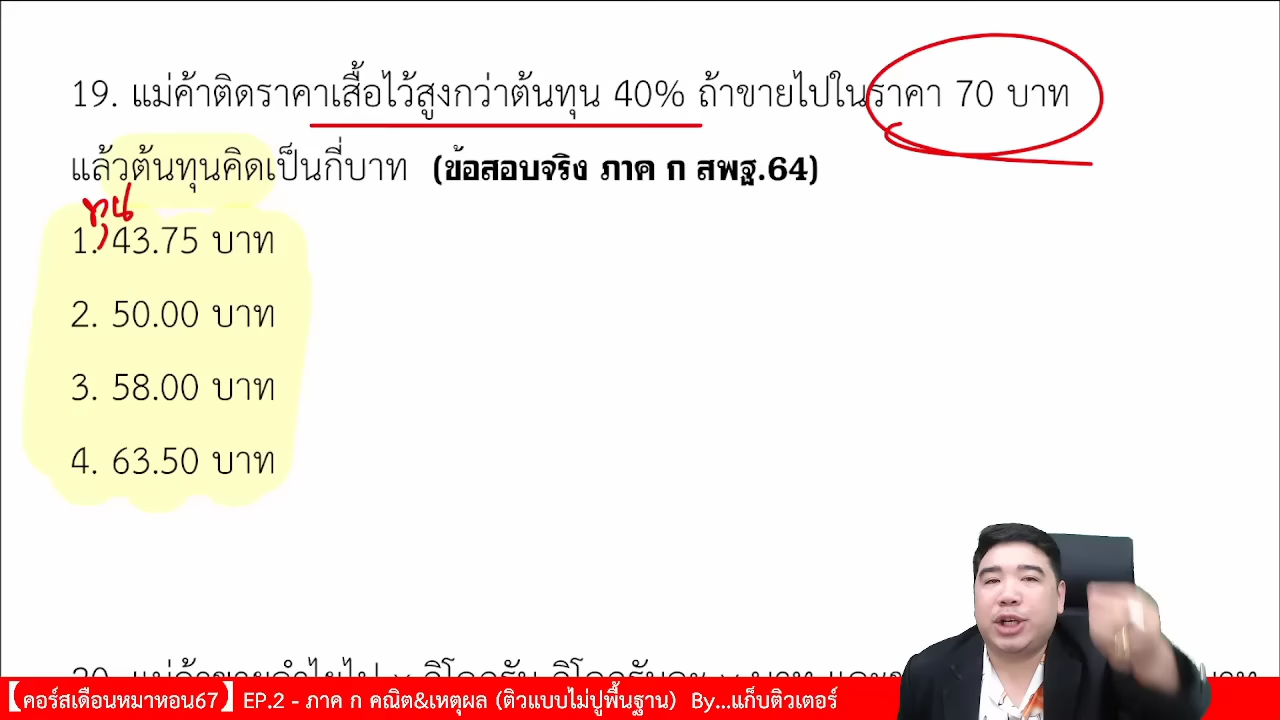 19. แม่ค้าติดราคาเสื้อไว้สูงกว่าต้นทุน 40% ถ้าขายไปในราคา 70 บาท
แล้วต้นทุนคิดเป็นกี่บาท (ข้อสอบจริง ภาค ก สพฐ.64)
ทุน
1. 43.75 บาท
2. 50.00 บาท
3. 58.00 บาท
4. 63.50 บาท
【คอร์สเดือนหมาหอน67】EP.2 - ภาค ก คณิต&เหตุผล (ติวแบบไม่ปูพื้นฐาน) By...แก็บติวเตอร์